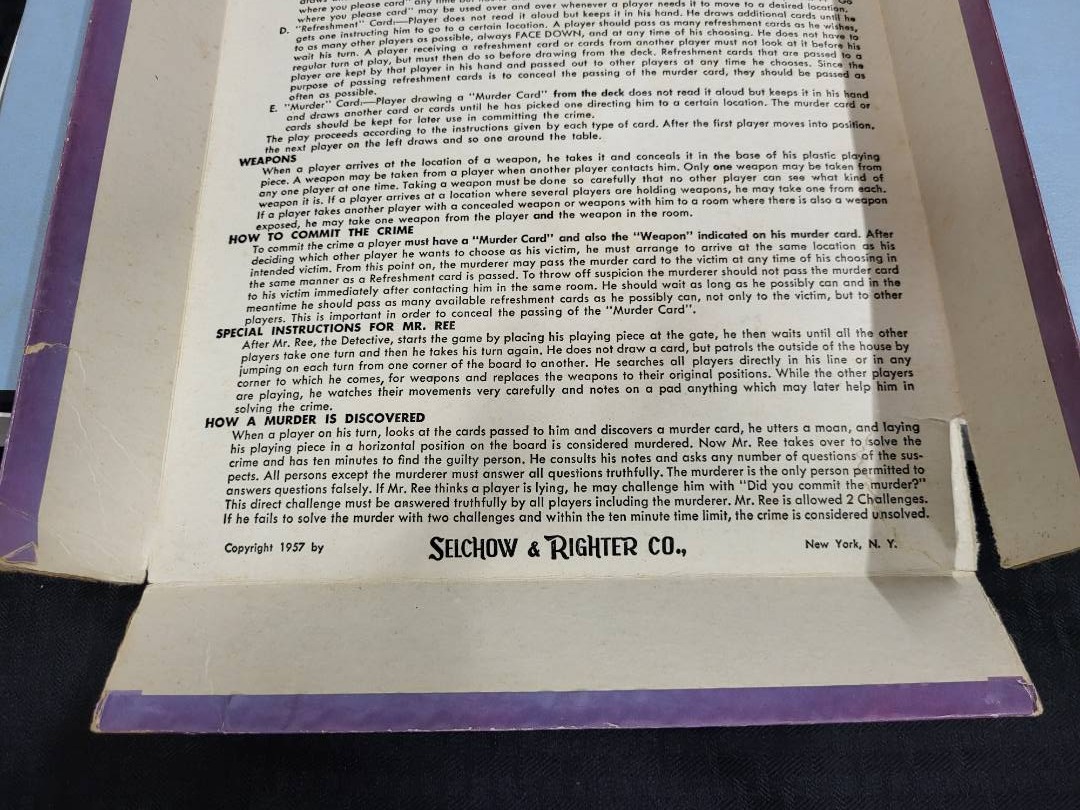 where you please card" any time
where you please card" may be used over and over whenever a player needs it to move to a desired location.
D. "Refreshment" Card:—Player does not read it aloud but keeps it in his hand. He draws additional cards until he
gets one instructing him to go to a certain location. A player should pass as many refreshment cards as he wishes,
to as many other players as possible, always FACE DOWN, and at any time of his choosing. He does not have to
wait his turn. A player receiving a refreshment card or cards from another player must not look at it before his
regular turn at play, but must then do so before drawing from the deck. Refreshment cards that are passed to a
player are kept by that player in his hand and passed out to other players at any time he chooses. Since the
purpose of passing refreshment cards is to conceal the passing of the murder card, they should be passed as
often as possible.
E. "Murder" Card:—Player drawing a "Murder Card" from the deck does not read it aloud but keeps it in his hand
and draws another card or cards until he has picked one directing him to a certain location. The murder card or
cards should be kept for later use in committing the crime.
The play proceeds according to the instructions given by each type of card. After the first player moves into position,
the next player on the left draws and so one around the table.
WEAPONS
When a player arrives at the location of a weapon, he takes it and conceals it in the base of his plastic playing
piece. A weapon may be taken from a player when another player contacts him. Only one weapon may be taken from
any one player at one time. Taking a weapon must be done so carefully that no other player can see what kind of
weapon it is. If a player arrives at a location where several players are holding weapons, he may take one from each.
If a player takes another player with a concealed weapon or weapons with him to a room where there is also a weapon
exposed, he may take one weapon from the player and the weapon in the room.
HOW TO COMMIT THE CRIME
To commit the crime a player must have a "Murder Card" and also the "Weapon" indicated on his murder card. After
deciding which other player he wants to choose as his victim, he must arrange to arrive at the same location as his
intended victim. From this point on, the murderer may pass the murder card to the victim at any time of his choosing in
the same manner as a Refreshment card is passed. To throw off suspicion the murderer should not pass the murder card
to his victim immediately after contacting him in the same room. He should wait as long as he possibly can and in the
meantime he should pass as many available refreshment cards as he possibly can, not only to the victim, but to other
players. This is important in order to conceal the passing of the "Murder Card".
SPECIAL INSTRUCTIONS FOR MR. REE
After Mr. Ree, the Detective, starts the game by placing his playing piece at the gate, he then waits until all the other
players take one turn and then he takes his turn again. He does not draw a card, but patrols the outside of the house by
jumping on each turn from one corner of the board to another. He searches all players directly in his line or in any
corner to which he comes, for weapons and replaces the weapons to their original positions. While the other players
are playing, he watches their movements very carefully and notes on a pad anything which may later help him in
solving the crime.
HOW A MURDER IS DISCOVERED
When a player on his turn, looks at the cards passed to him and discovers a murder card, he utters a moan, and laying
his playing piece in a horizontal position on the board is considered murdered. Now Mr. Ree takes over to solve the
crime and has ten minutes to find the guilty person. He consults his notes and asks any number of questions of the sus-
pects. All persons except the murderer must answer all questions truthfully. The murderer is the only person permitted to
answers questions falsely. If Mr. Ree thinks a player is lying, he may challenge him with "Did you commit the murder?"
This direct challenge must be answered truthfully by all players including the murderer. Mr. Ree is allowed 2 Challenges.
If he fails to solve the murder with two challenges and within the ten minute time limit, the crime is considered unsolved.
Copyright 1957 by SELCHOW & RIGHTER CO., New York, N. Y.